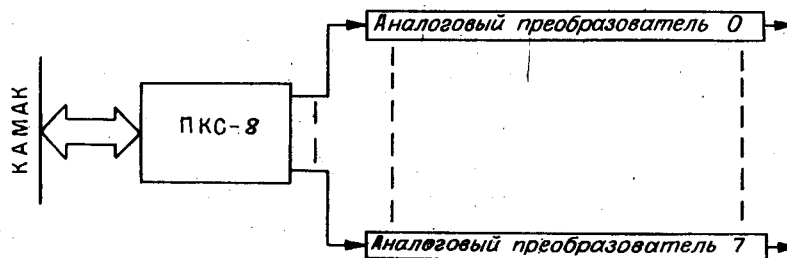 Аналоговый преобразователь 0
КАМАК
ПКС-8
Аналоговый преобразователь 7